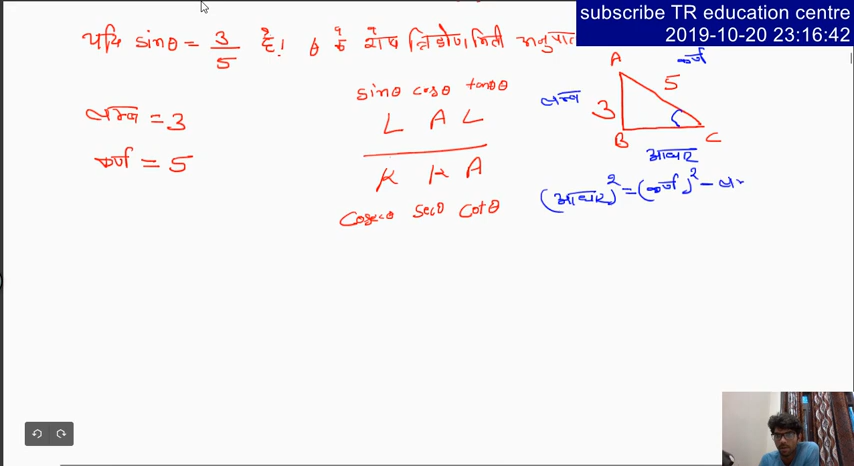 subscribe TR education centre
2019-10-20 23:16:42
यदि sinθ = 3/5 है! θ के शेष त्रिकोणमिती अनुपात
लम्ब = 3
कर्ण = 5
sinθ cosθ tanθ
L A L
K K A
Cosecθ Secθ Cotθ
A कर्ण
लम्ब 3 5
B C
आधार
(आधार)² = (कर्ण)² - ल